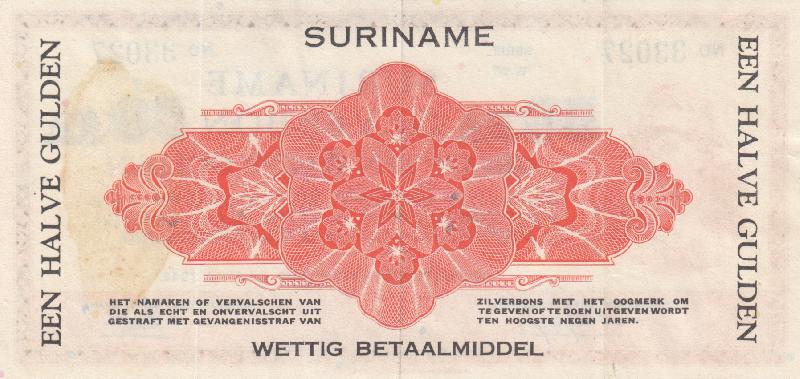 SURINAME
EEN HALVE GULDEN
EEN HALVE GULDEN
HET NAMAKEN OF VERVALSCHEN VAN ZILVERBONS MET HET OOGMERK OM
DIE ALS ECHT EN ONVERVALSCHT UIT TE GEVEN OF TE DOEN UITGEVEN WORDT
GESTRAFT MET GEVANGENISSTRAF VAN TEN HOOGSTE NEGEN JAREN.
WETTIG BETAALMIDDEL